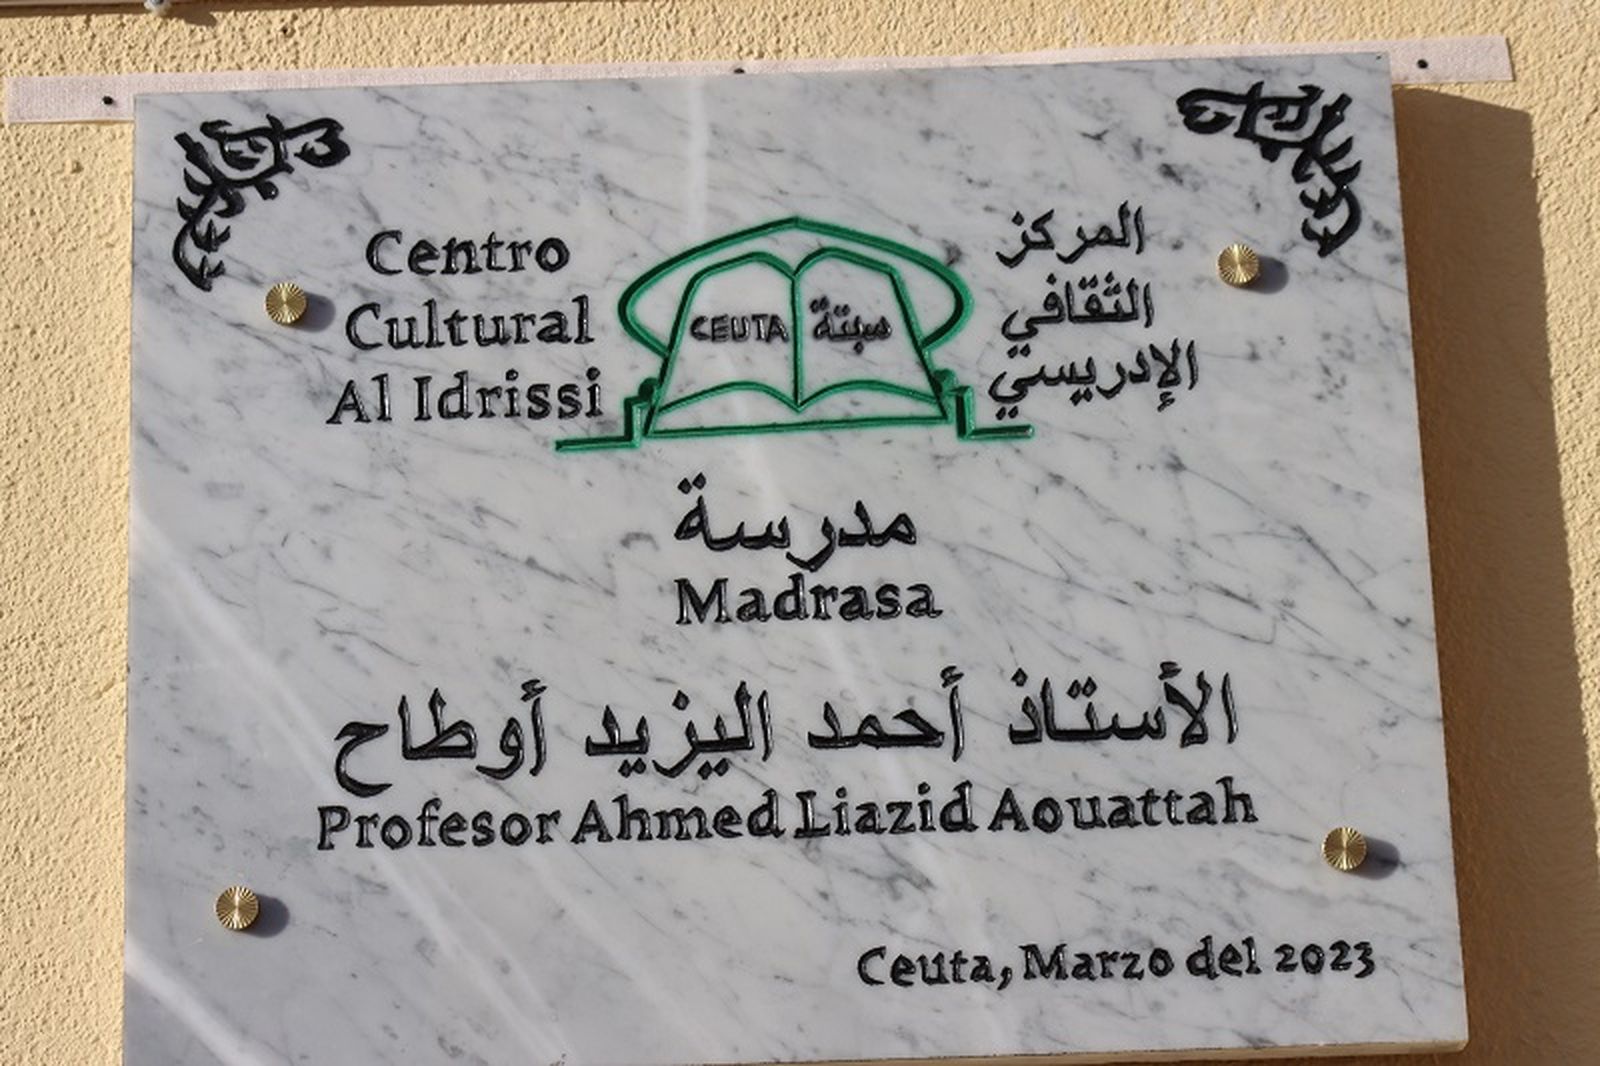 Centro
Cultural
Al Idrissi
CEUTA سبتة
المركز
الثقافي
الإدريسي
مدرسة
Madrasa
الأستاذ أحمد اليزيد أوطاح
Profesor Ahmed Liazid Aouattah
Ceuta, Marzo del 2023